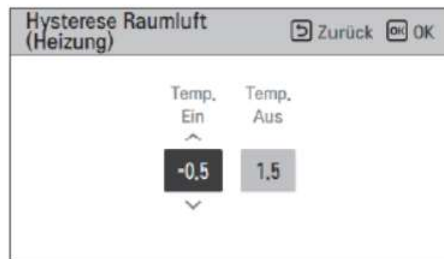 Hysterese Raumluft
(Heizung)
Zurück OK OK
Temp. Temp.
Ein Aus
-0.5 1.5